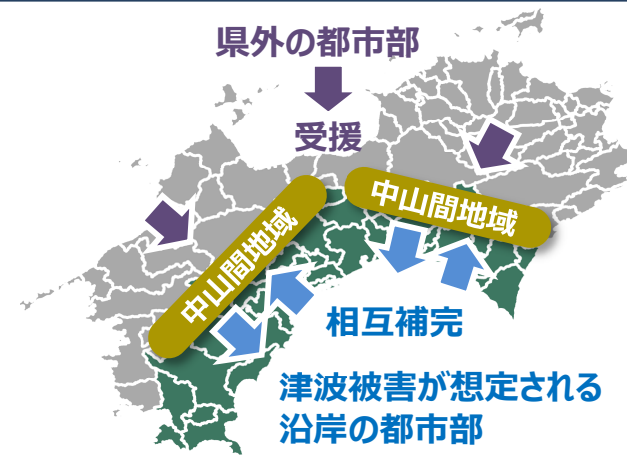 県外の都市部
受援
中山間地域
中山間地域
相互補完
津波被害が想定される
沿岸の都市部